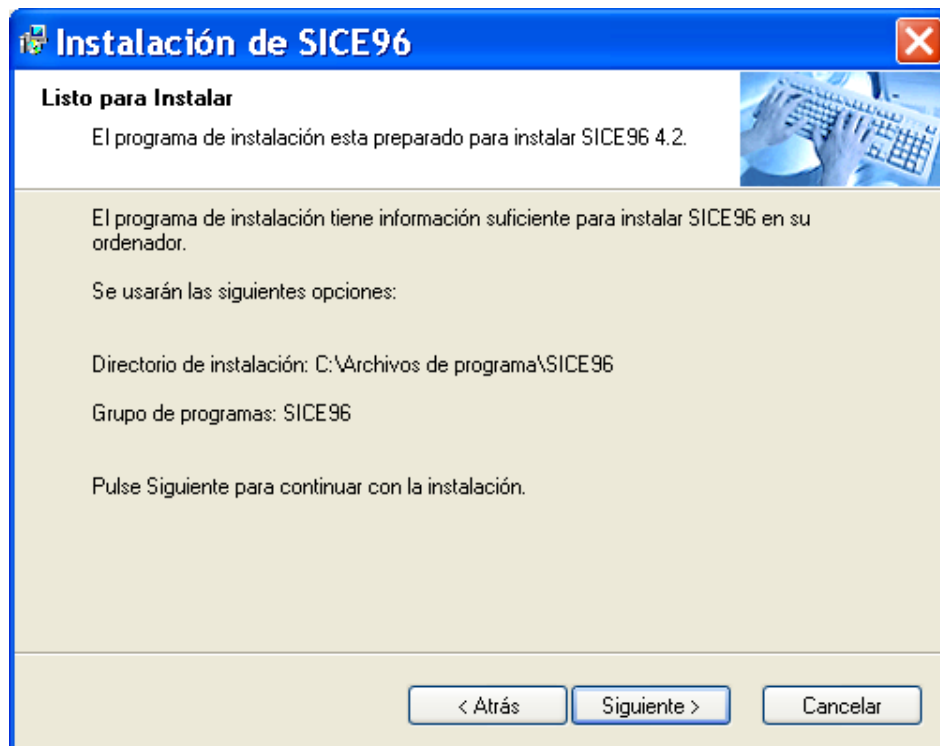 Instalación de SICE96
Listo para Instalar
El programa de instalación esta preparado para instalar SICE96 4.2.
El programa de instalación tiene información suficiente para instalar SICE96 en su
ordenador.
Se usarán las siguientes opciones:
Directorio de instalación: C:\Archivos de programa\SICE96
Grupo de programas: SICE96
Pulse Siguiente para continuar con la instalación.
< Atrás
Siguiente >
Cancelar